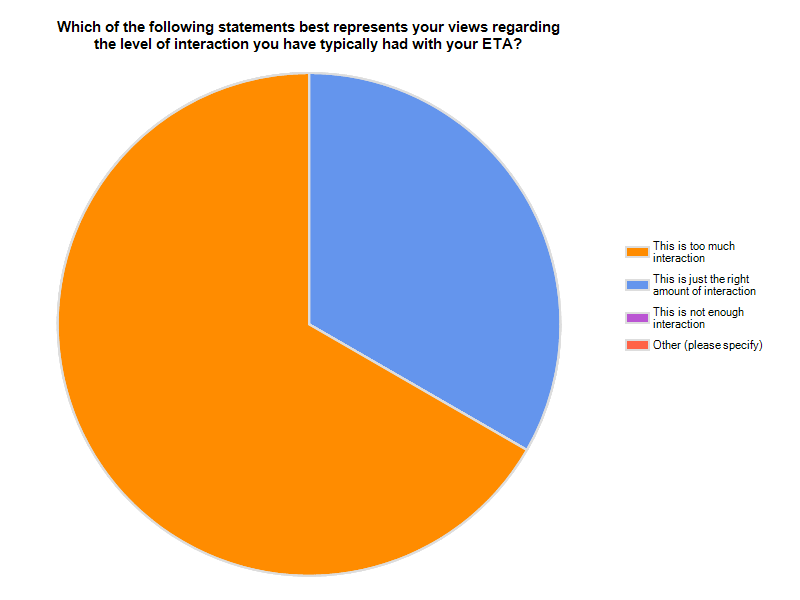 Which of the following statements best represents your views regarding
the level of interaction you have typically had with your ETA?
This is too much
interaction
This is just the right
amount of interaction
This is not enough
interaction
Other (please specify)